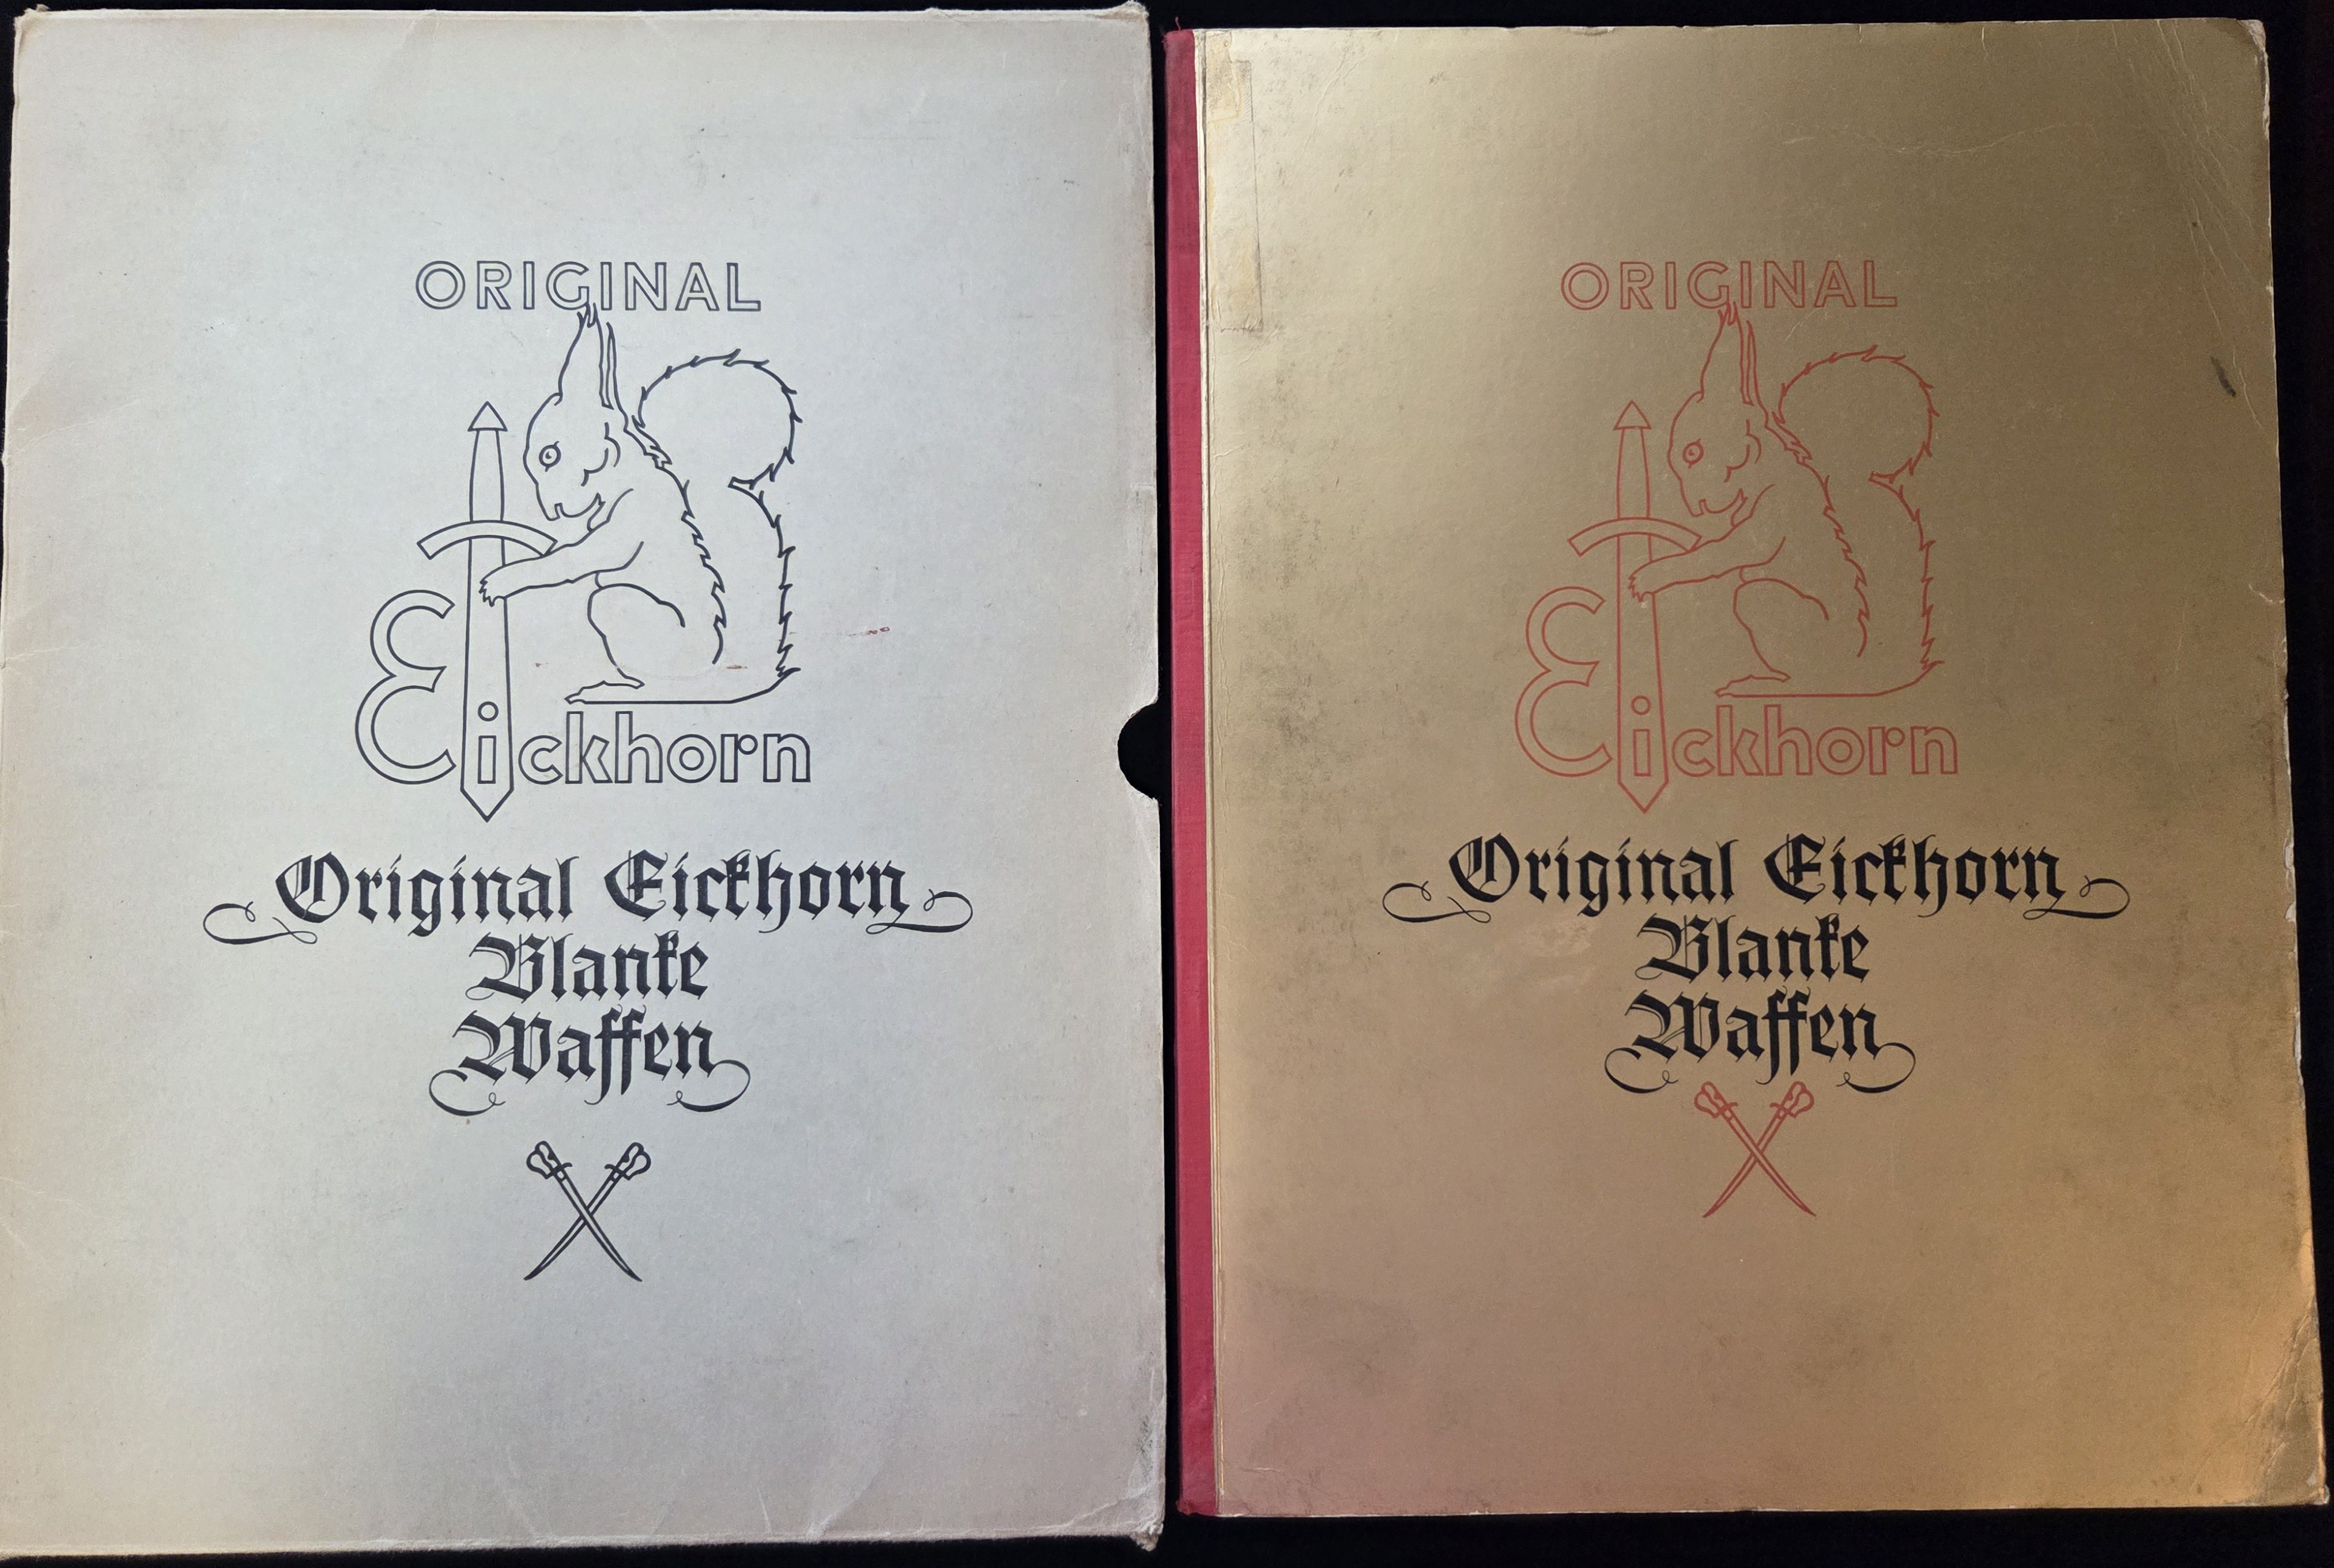 ORIGINAL
Eickhorn
Original Eickhorn
Blanke
Waffen
ORIGINAL
Eickhorn
Original Eickhorn
Blanke
Waffen